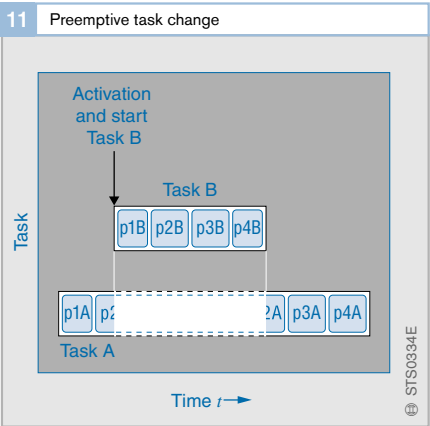 11 Preemptive task change
Activation
and start
Task B
Task B
p1B p2B p3B p4B
Task
p1A p2 2A p3A p4A
Task A
Time t
STS0334E